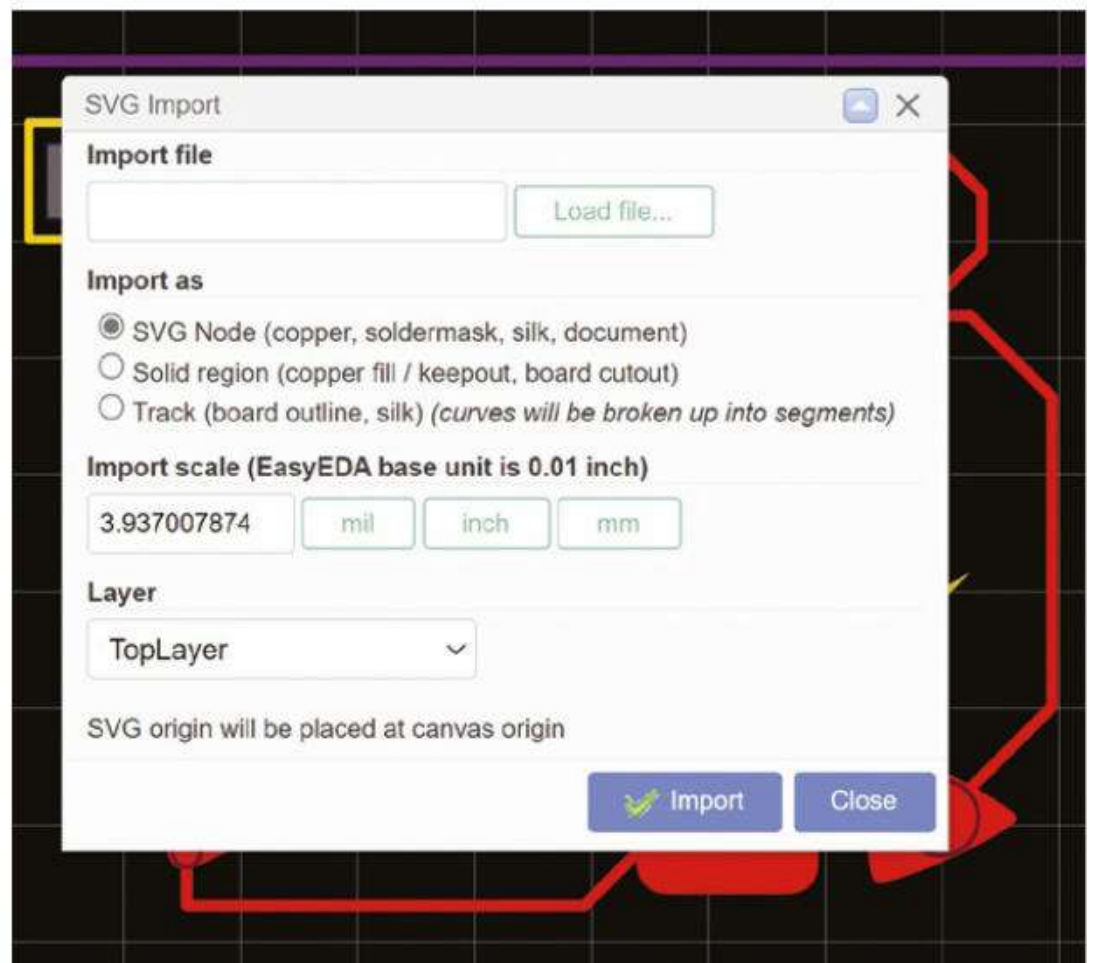 SVG Import
Import file
Load file...
Import as
SVG Node (copper, soldermask, silk, document)
Solid region (copper fill / keepout, board cutout)
Track (board outline, silk) (curves will be broken up into segments)
Import scale (EasyEDA base unit is 0.01 inch)
3.937007874 mil inch mm
Layer
TopLayer
SVG origin will be placed at canvas origin
Import Close